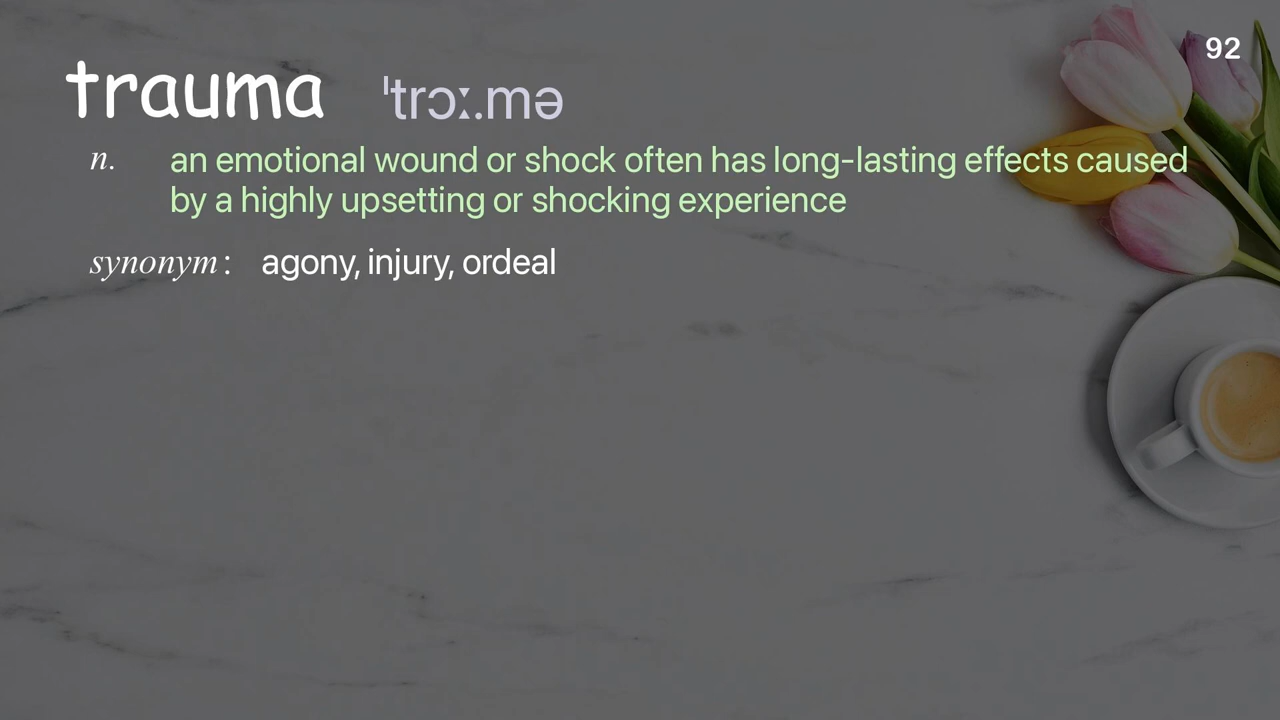 92
trauma ˈtrɔː.mə
n. an emotional wound or shock often has long-lasting effects caused
by a highly upsetting or shocking experience
synonym : agony, injury, ordeal